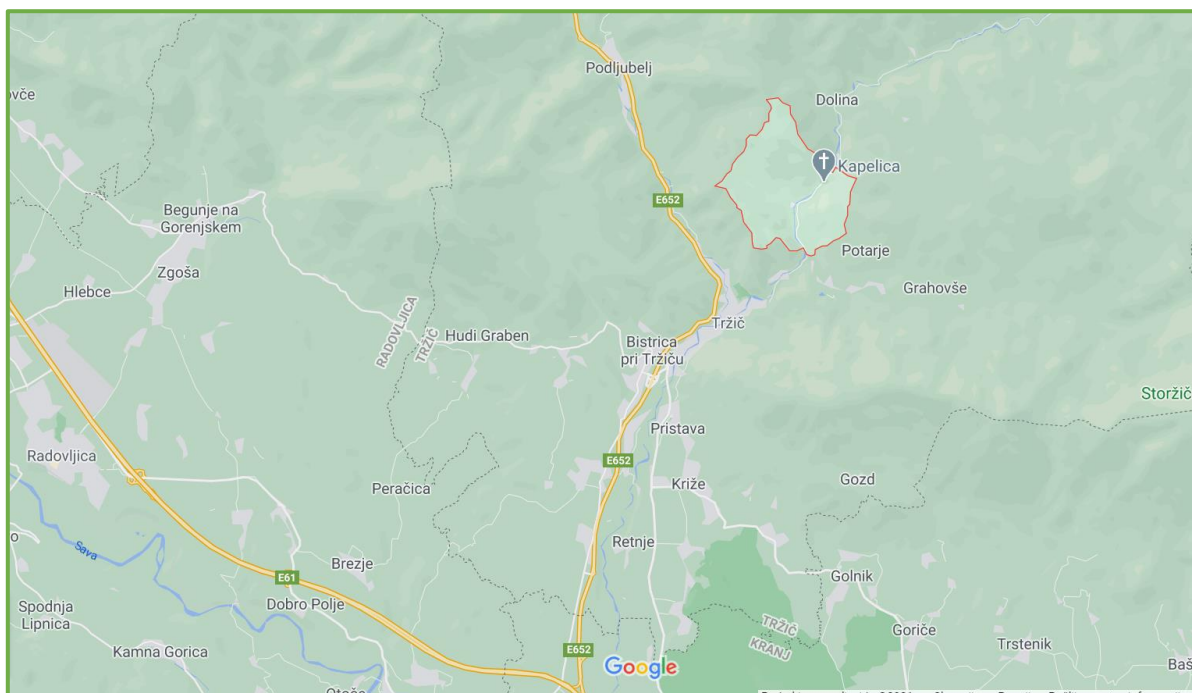 Podljubelj
Dolina
ovče
Kapelica
E652
Begunje na
Gorenjskem
Potarje
Zgoša
Grahovše
Hlebce
RADOVLJICA
TRŽIČ
Hudi Graben
Tržič
Bistrica
pri Tržiču
Storžič
Pristava
Radovljica
E652
Peračica
Križe
Gozd
Sava
Retnje
Brezje
E61
Golnik
Dobro Polje
Spodnja
Lipnica
TRŽIČ
KRANJ
Goriče
Trstenik
E652
Kamna Gorica
Google
Baš